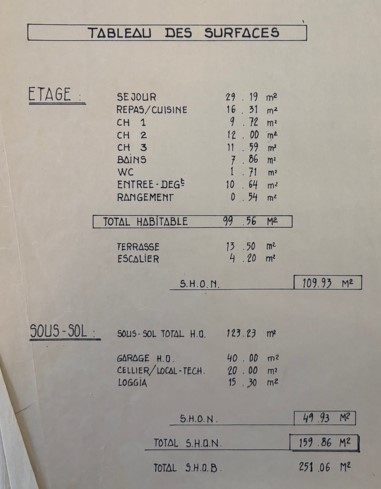 TABLEAU DES SURFACES
ETAGE :
SEJOUR 29 . 19 m²
REPAS/CUISINE 16 . 31 m²
CH 1 9 . 72 m²
CH 2 12 . 00 m²
CH 3 11 . 59 m²
BAINS 7 . 86 m²
WC 1 . 71 m²
ENTREE-DEGt 10 . 64 m²
RANGEMENT 0 . 54 m²
TOTAL HABITABLE 99 . 56 M²
TERRASSE 13 . 50 m²
ESCALIER 4 . 20 m²
S.H.O.N. 109.93 M²
SOUS-SOL : SOUS-SOL TOTAL H.O. 123.23 m²
GARAGE H.O. 40 . 00 m²
CELLIER/LOCAL-TECH. 20 . 00 m²
LOGGIA 15 . 30 m²
S.H.O.N. 49.93 M²
TOTAL S.H.O.N. 159.86 M²
TOTAL S.H.O.B. 251.06 M²